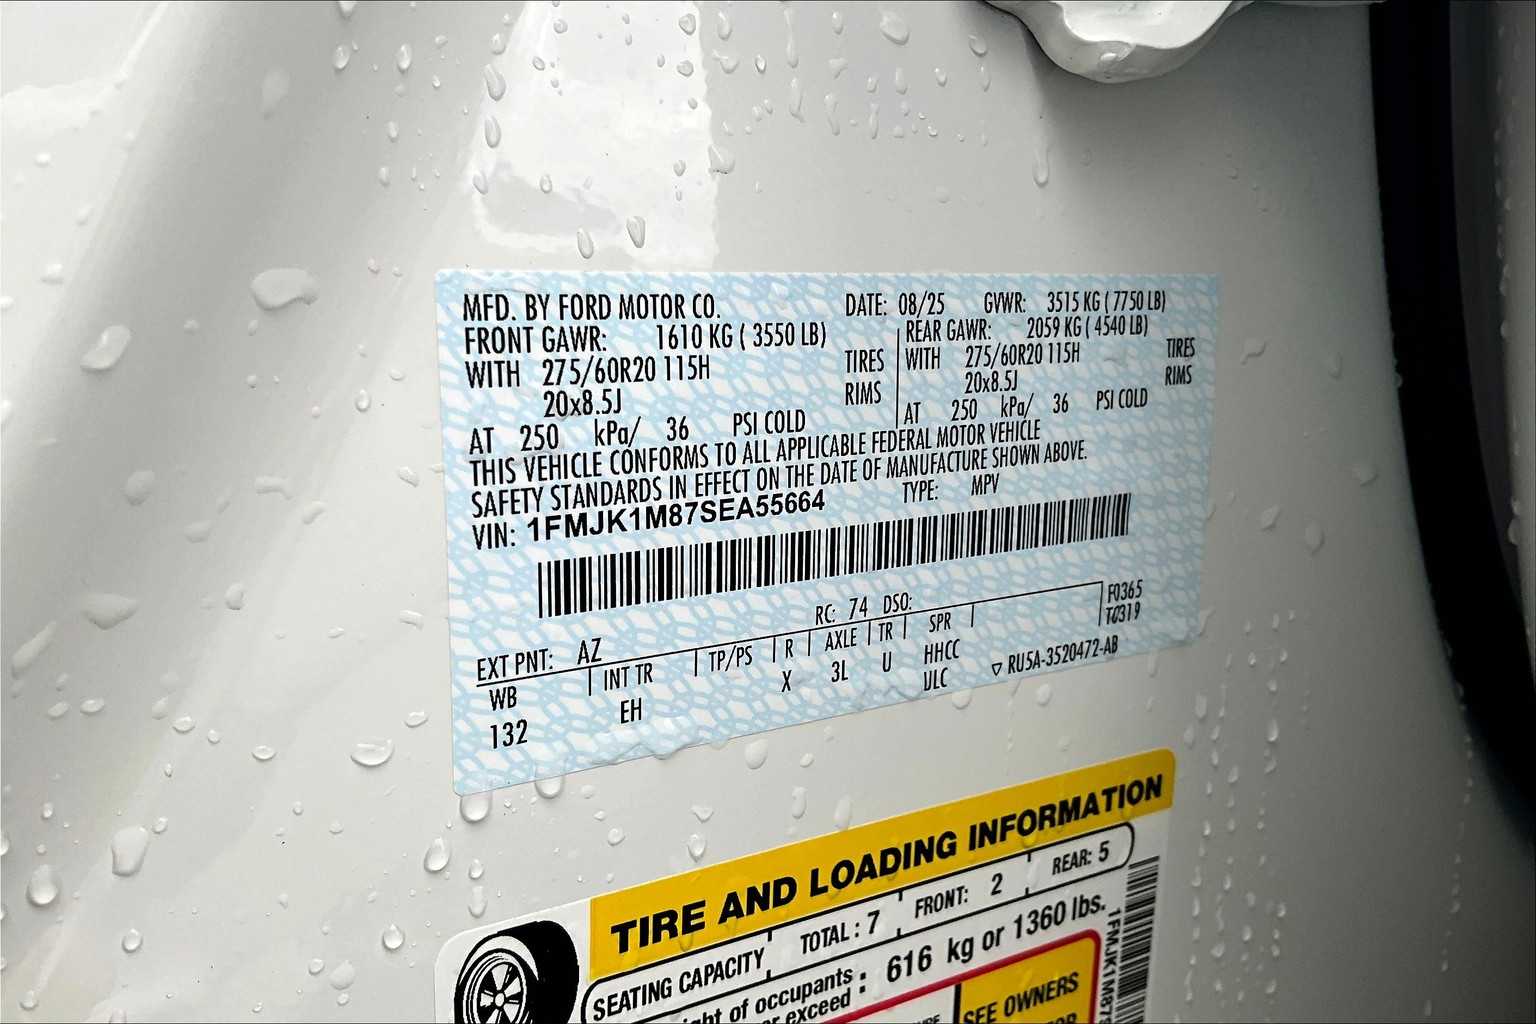 MFD. BY FORD MOTOR CO.
DATE: 08/25 GVWR: 3515 KG ( 7750 LB)
FRONT GAWR: 1610 KG ( 3550 LB)
WITH 275/60R20 115H TIRES
20x8.5J RIMS
AT 250 kPa/ 36 PSI COLD
REAR GAWR: 2059 KG ( 4540 LB)
WITH 275/60R20 115H TIRES
20x8.5J RIMS
AT 250 kPa/ 36 PSI COLD
THIS VEHICLE CONFORMS TO ALL APPLICABLE FEDERAL MOTOR VEHICLE
SAFETY STANDARDS IN EFFECT ON THE DATE OF MANUFACTURE SHOWN ABOVE.
VIN: 1FMJK1M87SEA55664 TYPE: MPV
EXT PNT: AZ RC: 74 DSO: F0365
T0319
WB INT TR TP/PS R AXLE TR SPR
132 EH X 3L U HHCC
ULC
▽ RU5A-3520472-AB
TIRE AND LOADING INFORMATION
SEATING CAPACITY TOTAL : 7 FRONT: 2 REAR: 5
of occupants : 616 kg or 1360 lbs.
exceed
SEE OWNERS
1FMJK1M87